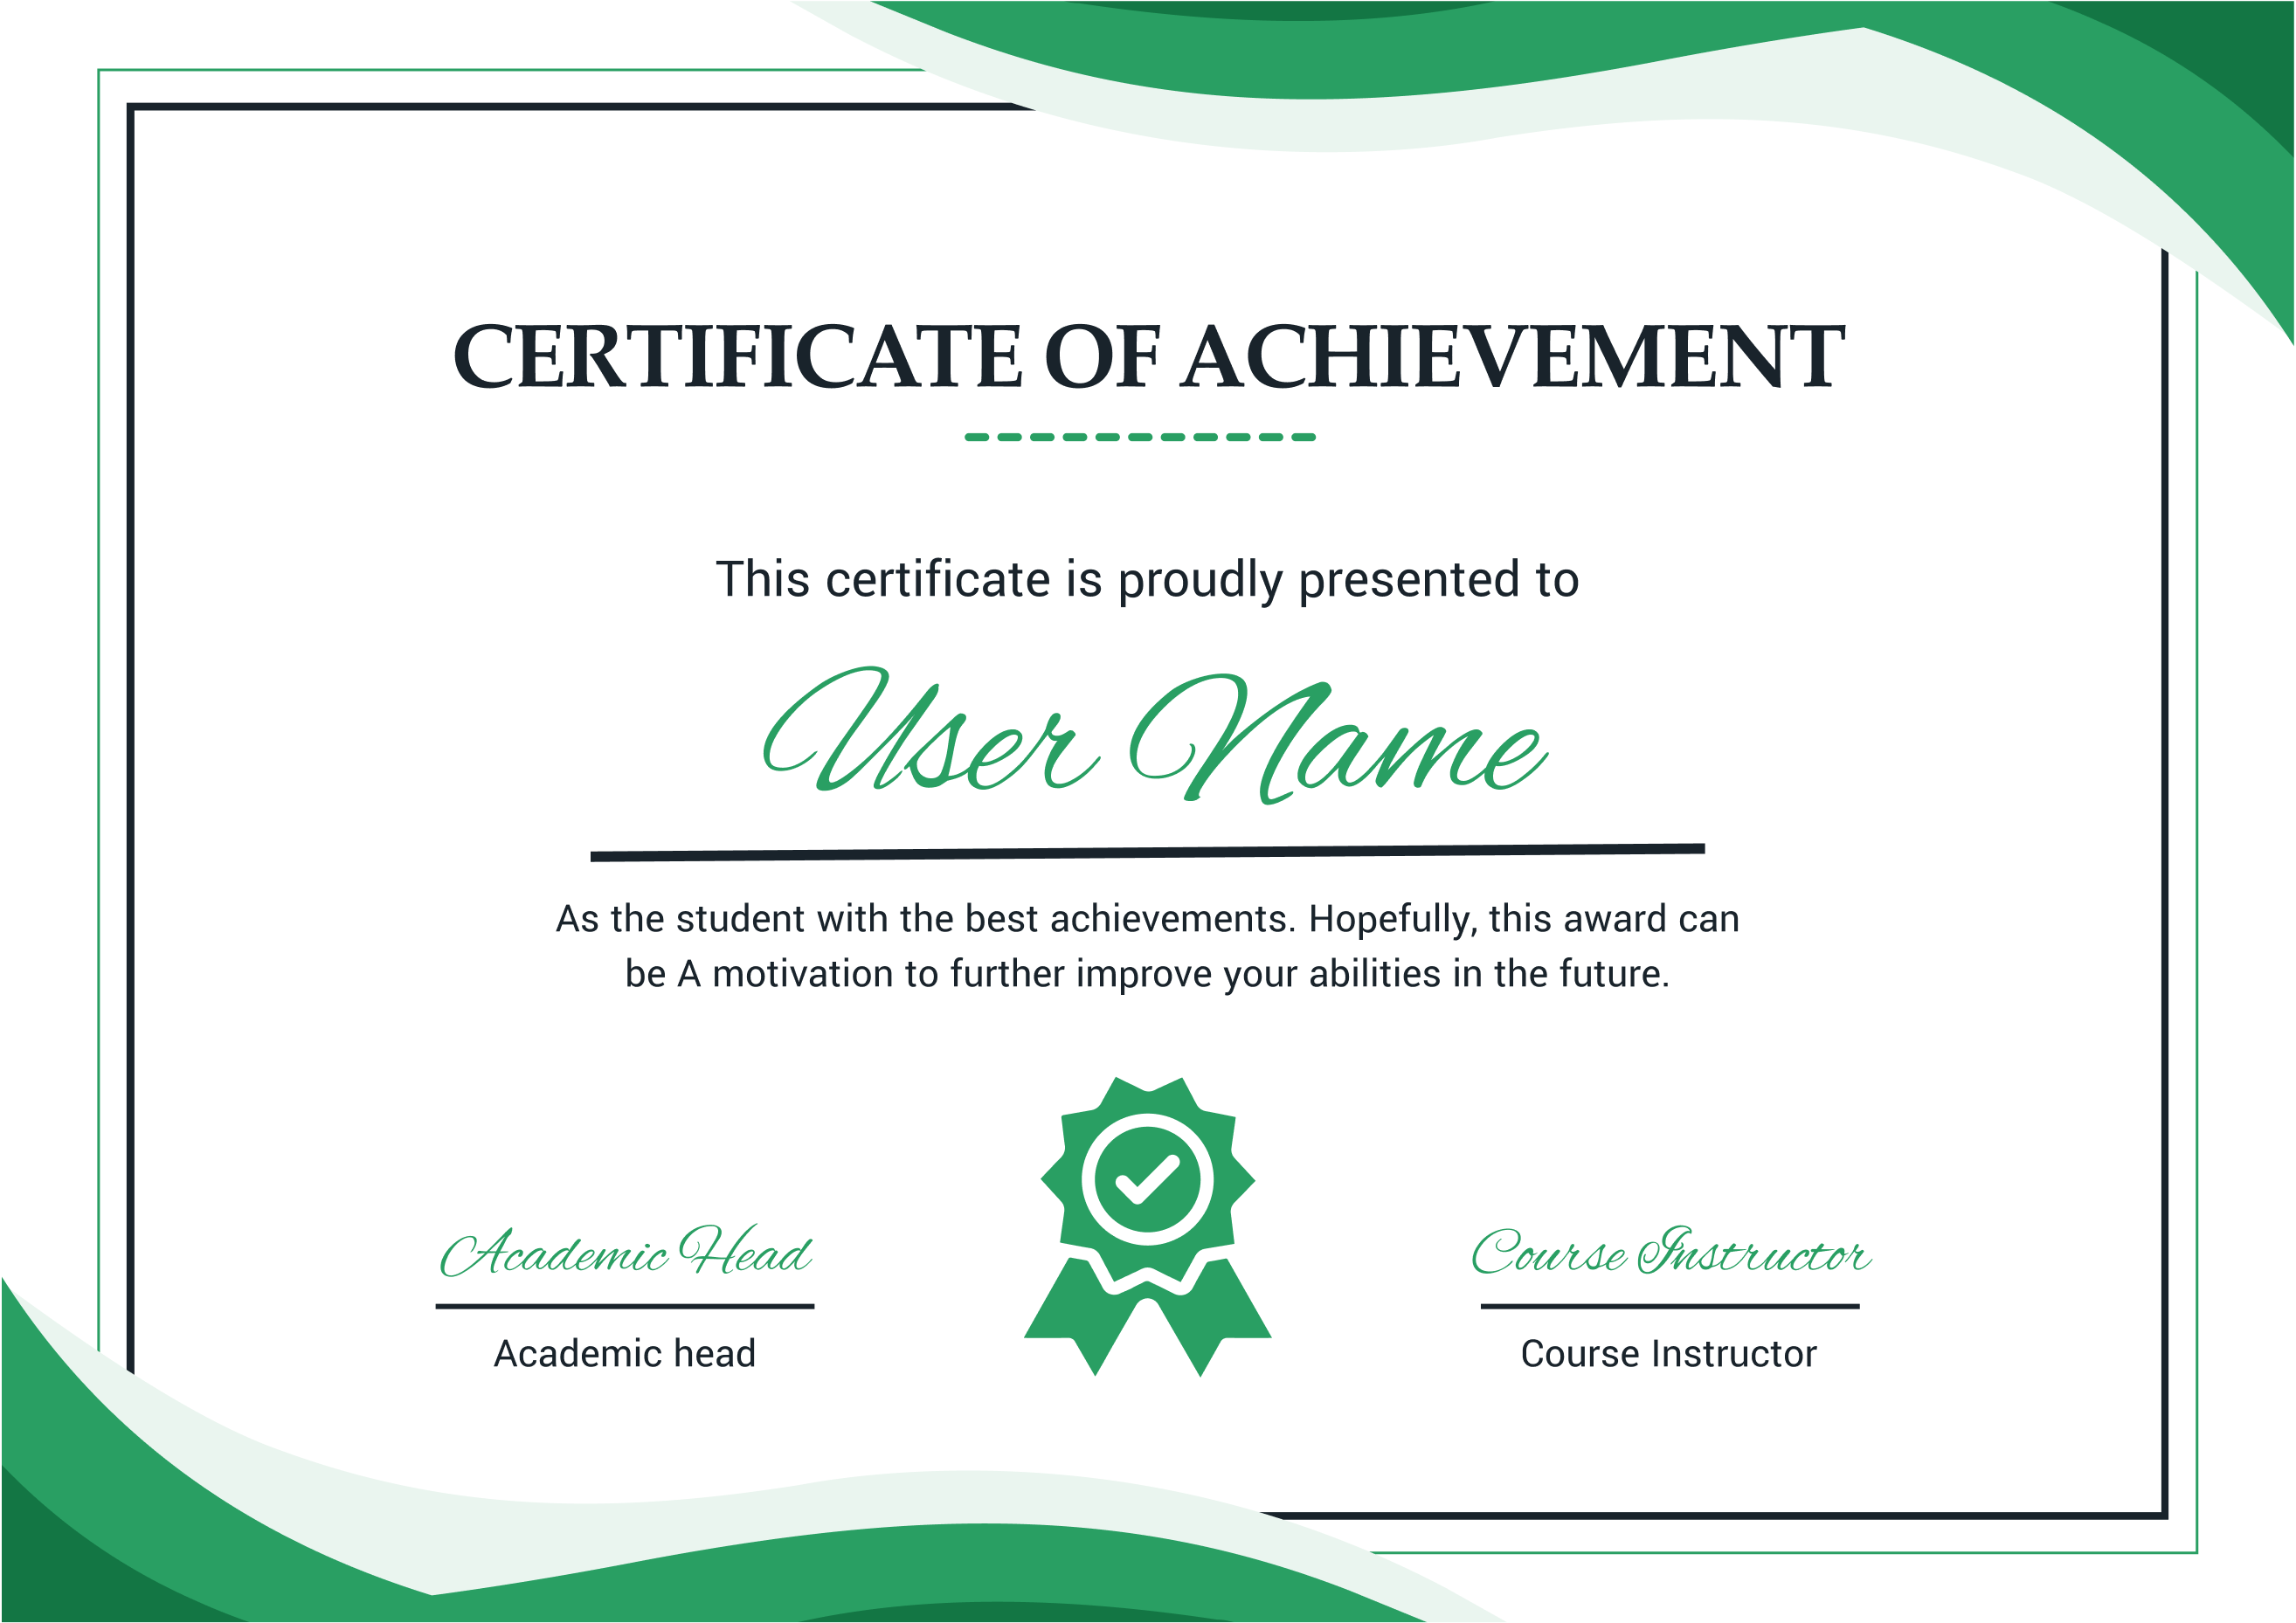 CERTIFICATE OF ACHIEVEMENT
This certificate is proudly presented to
User Name
As the student with the best achievements. Hopefully, this award can
be A motivation to further improve your abilities in the future.
Academic Head
Course Instructor
Academic head
Course Instructor